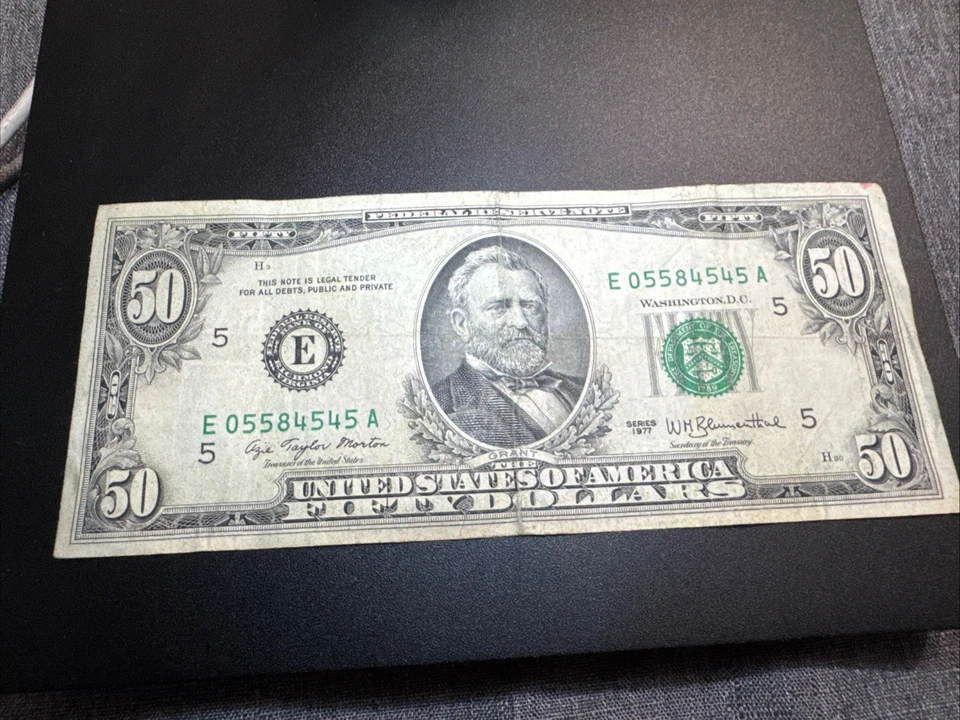 FEDERAL RESERVE NOTE
FIFTY
FIFTY
50
50
H
THIS NOTE IS LEGAL TENDER
FOR ALL DEBTS, PUBLIC AND PRIVATE
E 05584545 A
WASHINGTON, D.C.
5
5
E
E 05584545 A
5
5
Azie Taylor Morton
Treasurer of the United States
SERIES
1977
W M Blumenthal
Secretary of the Treasury
GRANT
H
50
50
THE
UNITED STATES OF AMERICA
FIFTY DOLLARS